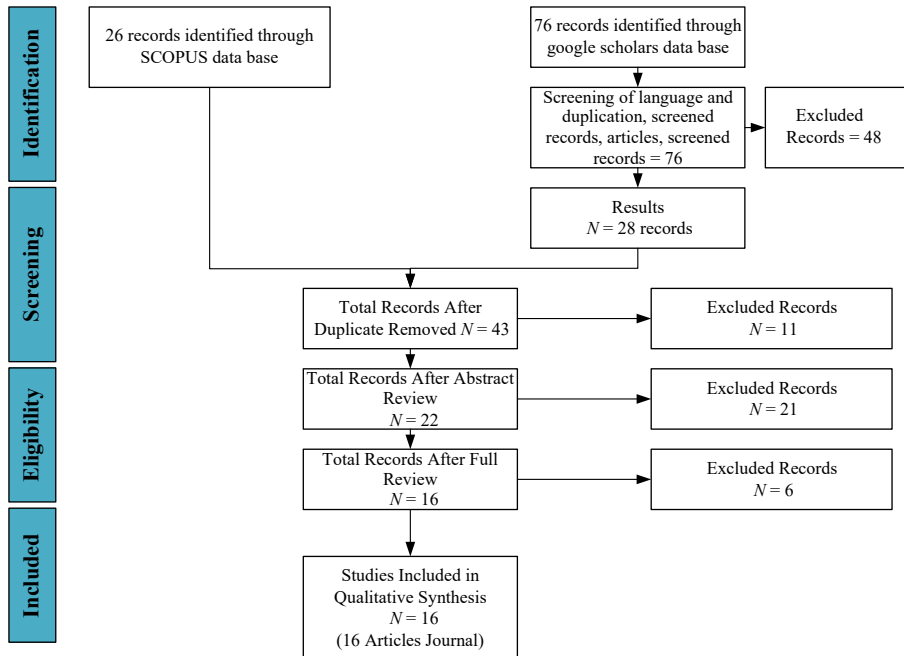 Identification
26 records identified through
SCOPUS data base
76 records identified through
google scholars data base
Screening of language and
duplication, screened
records, articles, screened
records = 76
Excluded
Records = 48
Screening
Results
N = 28 records
Total Records After
Duplicate Removed N = 43
Excluded Records
N = 11
Eligibility
Total Records After Abstract
Review
N = 22
Excluded Records
N = 21
Total Records After Full
Review
N = 16
Excluded Records
N = 6
Included
Studies Included in
Qualitative Synthesis
N = 16
(16 Articles Journal)